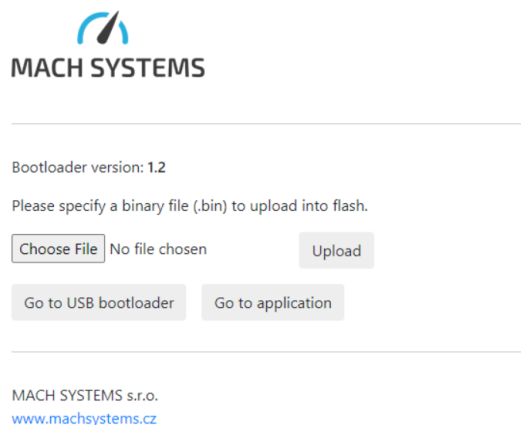 MACH SYSTEMS
Bootloader version: 1.2
Please specify a binary file (.bin) to upload into flash.
Choose File No file chosen Upload
Go to USB bootloader Go to application
MACH SYSTEMS s.r.o.
www.machsystems.cz